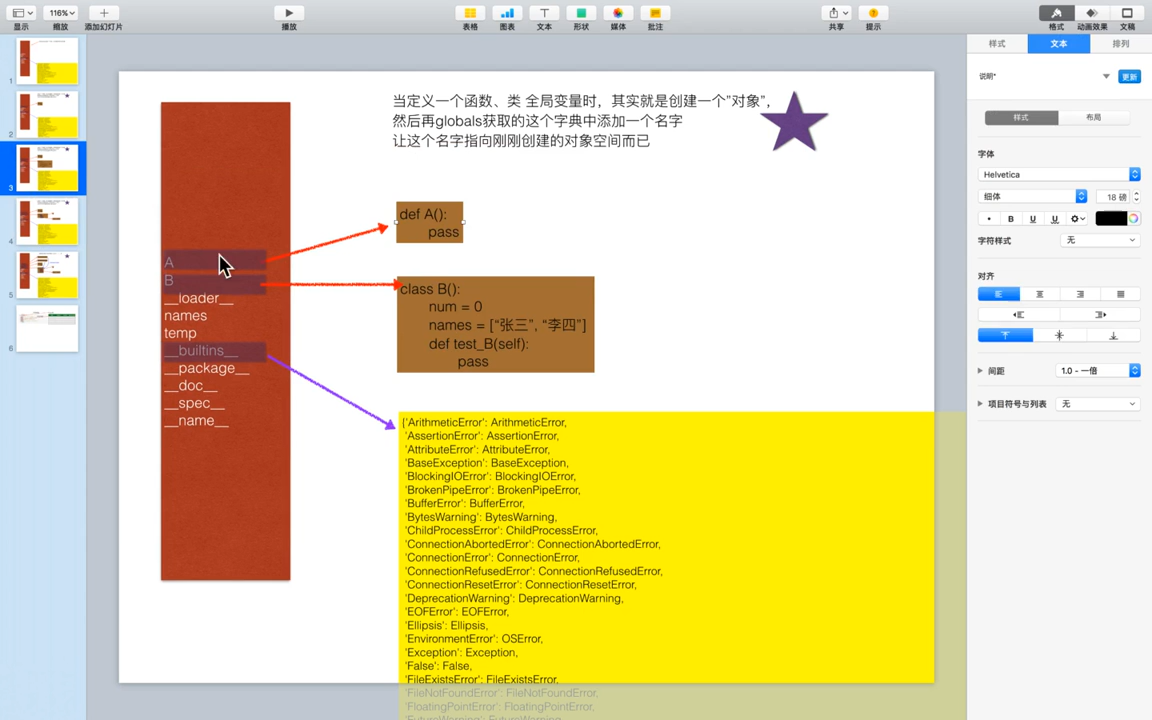 116%
显示
缩放
添加幻灯片
播放
表格
图表
文本
形状
媒体
批注
共享
提示
格式
动画效果
文稿
样式
文本
排列
说明*
更新
样式
布局
字体
Helvetica
细体
18 磅
B
U
U
字符样式
无
对齐
间距
1.0 - 一倍
项目符号与列表
无
1
2
3
4
5
6
当定义一个函数、类 全局变量时，其实就是创建一个"对象"，
然后再globals获取的这个字典中添加一个名字
让这个名字指向刚刚创建的对象空间而已
A
B
__loader__
names
temp
__builtins__
__package__
__doc__
__spec__
__name__
def A():
pass
class B():
num = 0
names = [“张三”, “李四”]
def test_B(self):
pass
{'ArithmeticError': ArithmeticError,
'AssertionError': AssertionError,
'AttributeError': AttributeError,
'BaseException': BaseException,
'BlockingIOError': BlockingIOError,
'BrokenPipeError': BrokenPipeError,
'BufferError': BufferError,
'BytesWarning': BytesWarning,
'ChildProcessError': ChildProcessError,
'ConnectionAbortedError': ConnectionAbortedError,
'ConnectionError': ConnectionError,
'ConnectionRefusedError': ConnectionRefusedError,
'ConnectionResetError': ConnectionResetError,
'DeprecationWarning': DeprecationWarning,
'EOFError': EOFError,
'Ellipsis': Ellipsis,
'EnvironmentError': OSError,
'Exception': Exception,
'False': False,
'FileExistsError': FileExistsError,
'FileNotFoundError': FileNotFoundError,
'FloatingPointError': FloatingPointError,